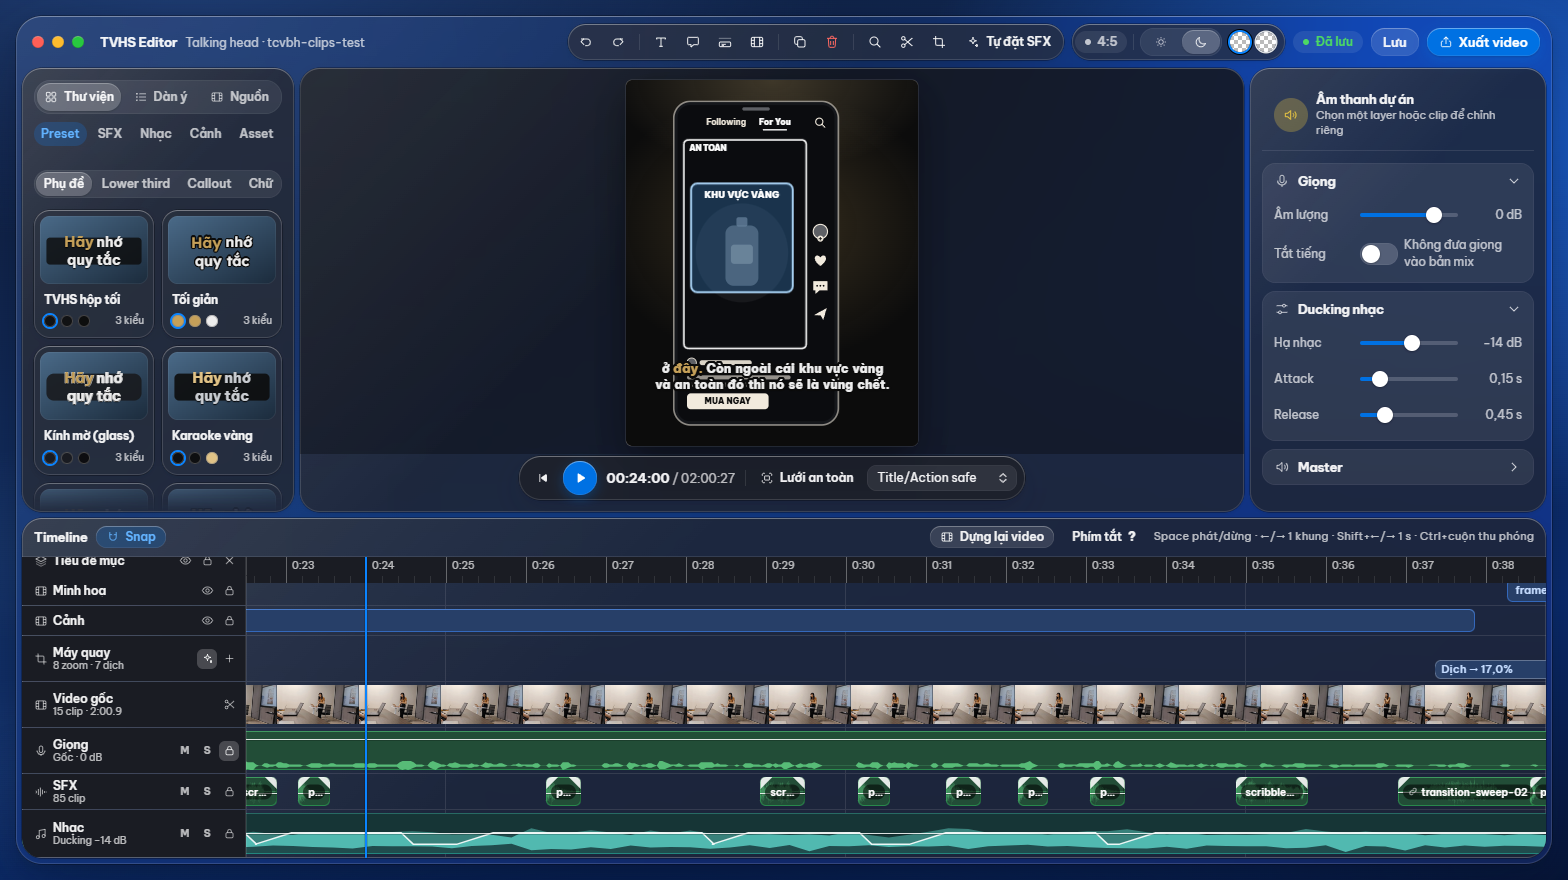 TVHS Editor Talking head · tcvbh-clips-test
4:5
Tự đặt SFX
Đã lưu
Lưu
Xuất video
Thư viện Dàn ý Nguồn
Preset SFX Nhạc Cảnh Asset
Phụ đề Lower third Callout Chữ
Hãy nhớ
quy tắc
TVHS hộp tối
3 kiểu
Hãy nhớ
quy tắc
Tối giản
3 kiểu
Hãy nhớ
quy tắc
Kính mờ (glass)
3 kiểu
Hãy nhớ
quy tắc
Karaoke vàng
3 kiểu
Following For You
AN TOÀN
KHU VỰC VÀNG
ở đây. Còn ngoài cái khu vực vàng
và an toàn đó thì nó sẽ là vùng chết.
MUA NGAY
00:24:00 / 02:00:27
Lưới an toàn
Title/Action safe
Âm thanh dự án
Chọn một layer hoặc clip để chỉnh
riêng
Giọng
Âm lượng 0 dB
Tắt tiếng
Không đưa giọng
vào bản mix
Ducking nhạc
Hạ nhạc -14 dB
Attack 0,15 s
Release 0,45 s
Master
Timeline Snap
Dựng lại video
Phím tắt ?
Space phát/dừng · ←/→ 1 khung · Shift+←/→ 1 s · Ctrl+cuộn thu phóng
0:23 0:24 0:25 0:26 0:27 0:28 0:29 0:30 0:31 0:32 0:33 0:34 0:35 0:36 0:37 0:38
Tiêu đề mục
Minh họa
frame
Cảnh
Máy quay
8 zoom · 7 dịch
Dịch → 17,0%
Video gốc
15 clip · 2:00.9
Giọng
Gốc · 0 dB
M S
SFX
85 clip
M S
scr... p... p... scr... p... p... p... p... scribble... transition-sweep-02 p
Nhạc
Ducking -14 dB
M S